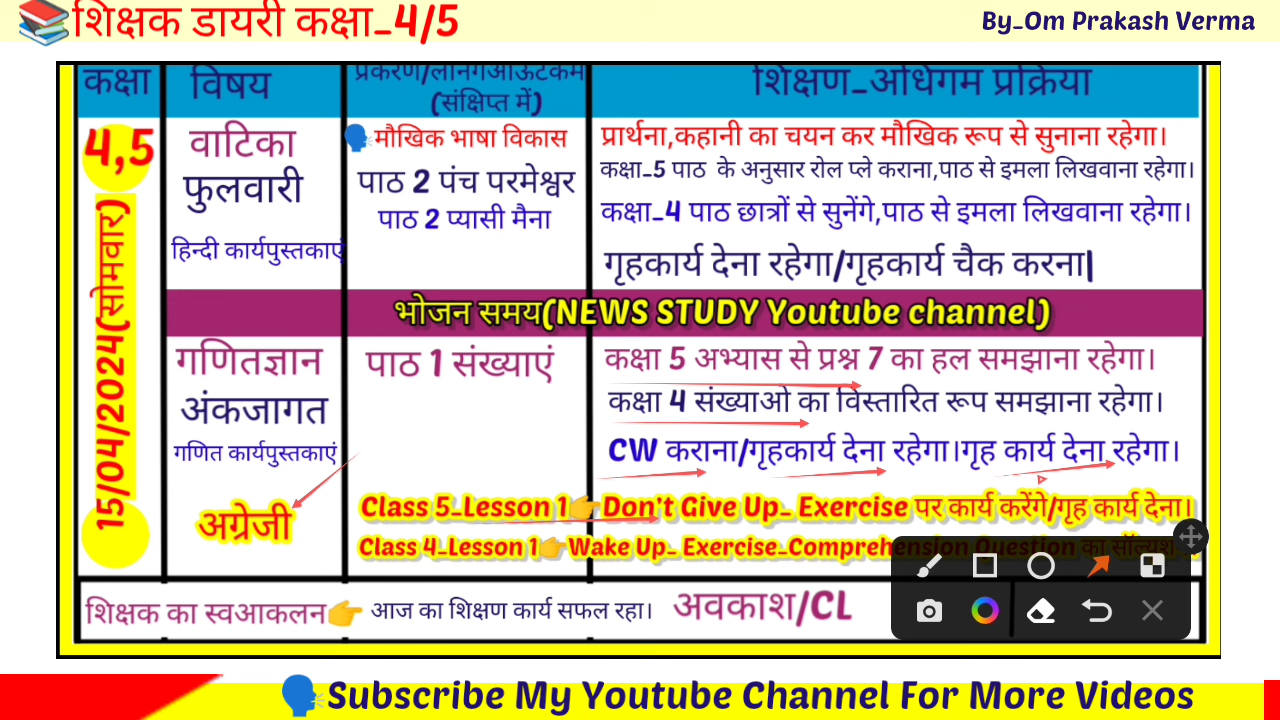 📚शिक्षक डायरी कक्षा_4/5
By_Om Prakash Verma
कक्षा
विषय
प्रकरण/लर्निंगआऊटकम
(संक्षिप्त में)
शिक्षण_अधिगम प्रक्रिया
4,5
15/04/2024(सोमवार)
वाटिका
फुलवारी
हिन्दी कार्यपुस्तकाएं
🗣️मौखिक भाषा विकास
पाठ 2 पंच परमेश्वर
पाठ 2 प्यासी मैना
प्रार्थना,कहानी का चयन कर मौखिक रूप से सुनाना रहेगा।
कक्षा_5 पाठ के अनुसार रोल प्ले कराना,पाठ से इमला लिखवाना रहेगा।
कक्षा_4 पाठ छात्रों से सुनेंगे,पाठ से इमला लिखवाना रहेगा।
गृहकार्य देना रहेगा/गृहकार्य चैक करना|
भोजन समय(NEWS STUDY Youtube channel)
गणितज्ञान
अंकजागत
गणित कार्यपुस्तकाएं
पाठ 1 संख्याएं
कक्षा 5 अभ्यास से प्रश्न 7 का हल समझाना रहेगा।
कक्षा 4 संख्याओ का विस्तारित रूप समझाना रहेगा।
CW कराना/गृहकार्य देना रहेगा।गृह कार्य देना रहेगा।
अग्रेजी
Class 5_Lesson 1👉Don't Give Up_ Exercise पर कार्य करेंगे/गृह कार्य देना।
Class 4_Lesson 1👉Wake Up_ Exercise_Comprehension Question का
शिक्षक का स्वआकलन👉 आज का शिक्षण कार्य सफल रहा। अवकाश/CL
🗣️Subscribe My Youtube Channel For More Videos